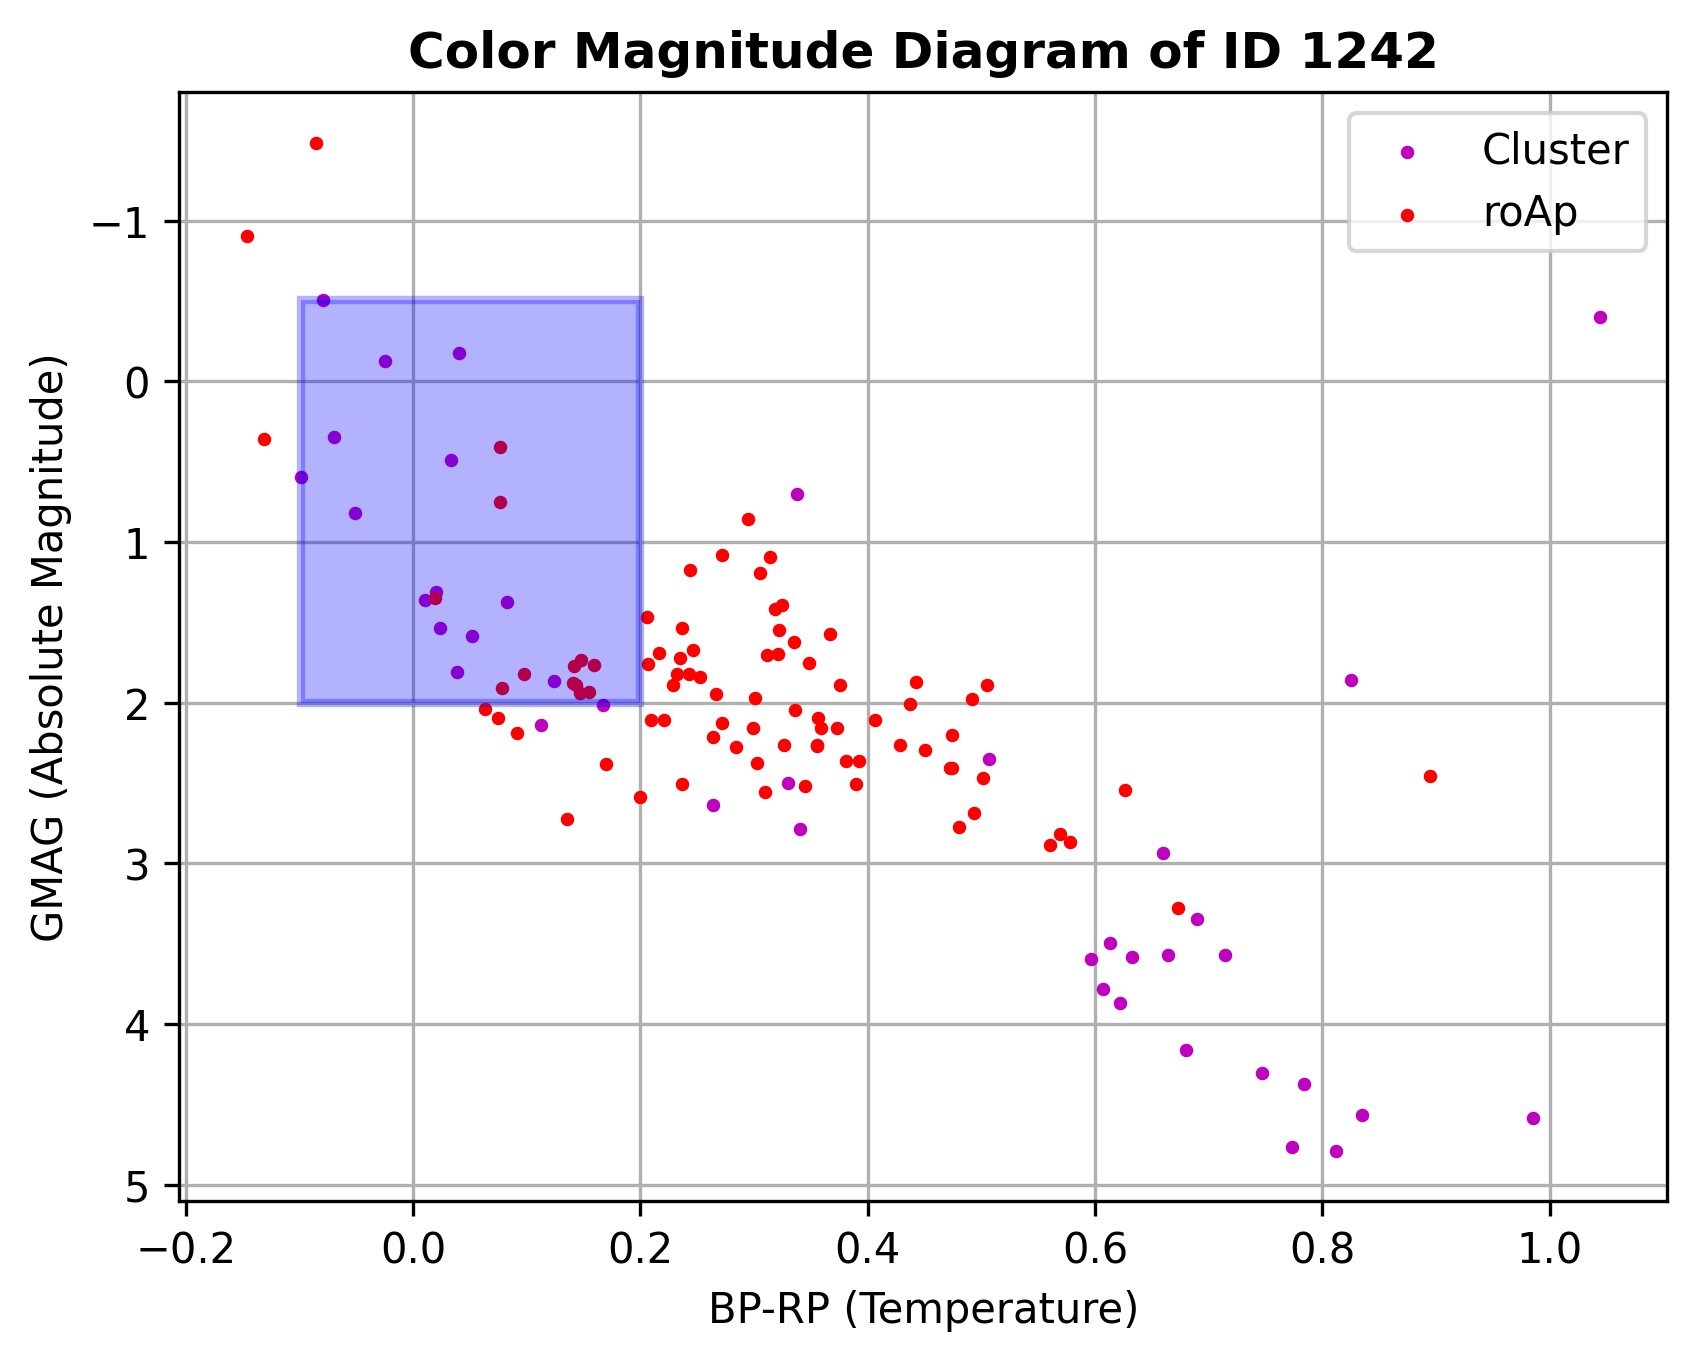 Color Magnitude Diagram of ID 1242
Cluster
roAp
GMAG (Absolute Magnitude)
−1
0
1
2
3
4
5
−0.2 0.0 0.2 0.4 0.6 0.8 1.0
BP-RP (Temperature)